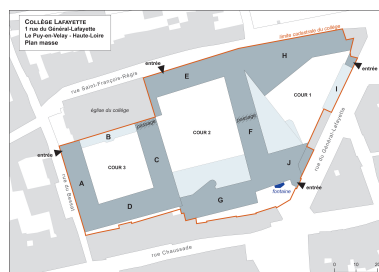 COLLÈGE LAFAYETTE
1 rue du Général-Lafayette
Le Puy-en-Velay - Haute-Loire
Plan masse
limite cadastrale du collège
entrée
H
rue Saint-François-Régis
E
COUR 1
I
église du collège
passage
passage
B
COUR 2
F
entrée
C
COUR 3
J
rue du Général-Lafayette
A
entrée
D
G
fontaine
rue du Bessat
rue Chaussade
0
10
20